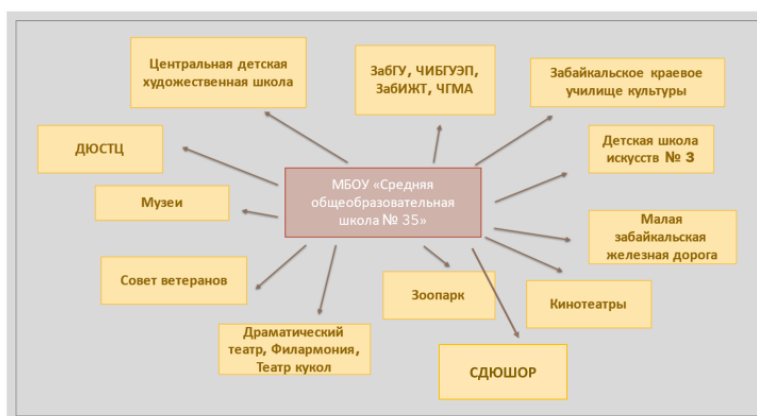 Центральная детская
художественная школа
ЗабГУ, ЧИБГУЭП,
ЗабИЖТ, ЧГМА
Забайкальское краевое
училище культуры
ДЮСТЦ
Детская школа
искусств № 3
МБОУ «Средняя
общеобразовательная
школа № 35»
Музеи
Малая
забайкальская
железная дорога
Совет ветеранов
Зоопарк
Кинотеатры
Драматический
театр, Филармония,
Театр кукол
СДЮШОР